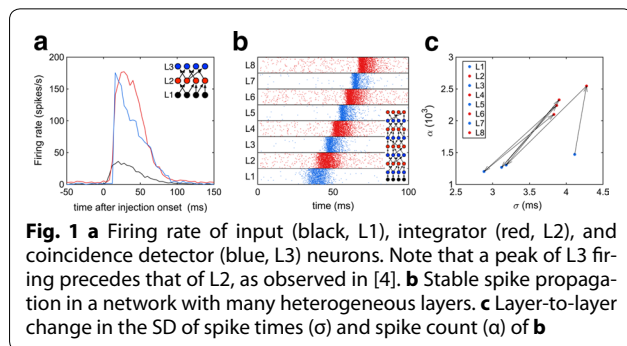 a
b
c
Firing rate (spikes/s)
200
150
100
50
0
-50
0
50
100
150
time after injection onset (ms)
L3
L2
L1
L8
L7
L6
L5
L4
L3
L2
L1
0
50
100
time (ms)
α (10³)
3
2.5
2
1.5
1
2.5
3
3.5
4
4.5
σ (ms)
L1
L2
L3
L4
L5
L6
L7
L8
Fig. 1 a Firing rate of input (black, L1), integrator (red, L2), and
coincidence detector (blue, L3) neurons. Note that a peak of L3 fir-
ing precedes that of L2, as observed in [4]. b Stable spike propaga-
tion in a network with many heterogeneous layers. c Layer-to-layer
change in the SD of spike times (σ) and spike count (α) of b